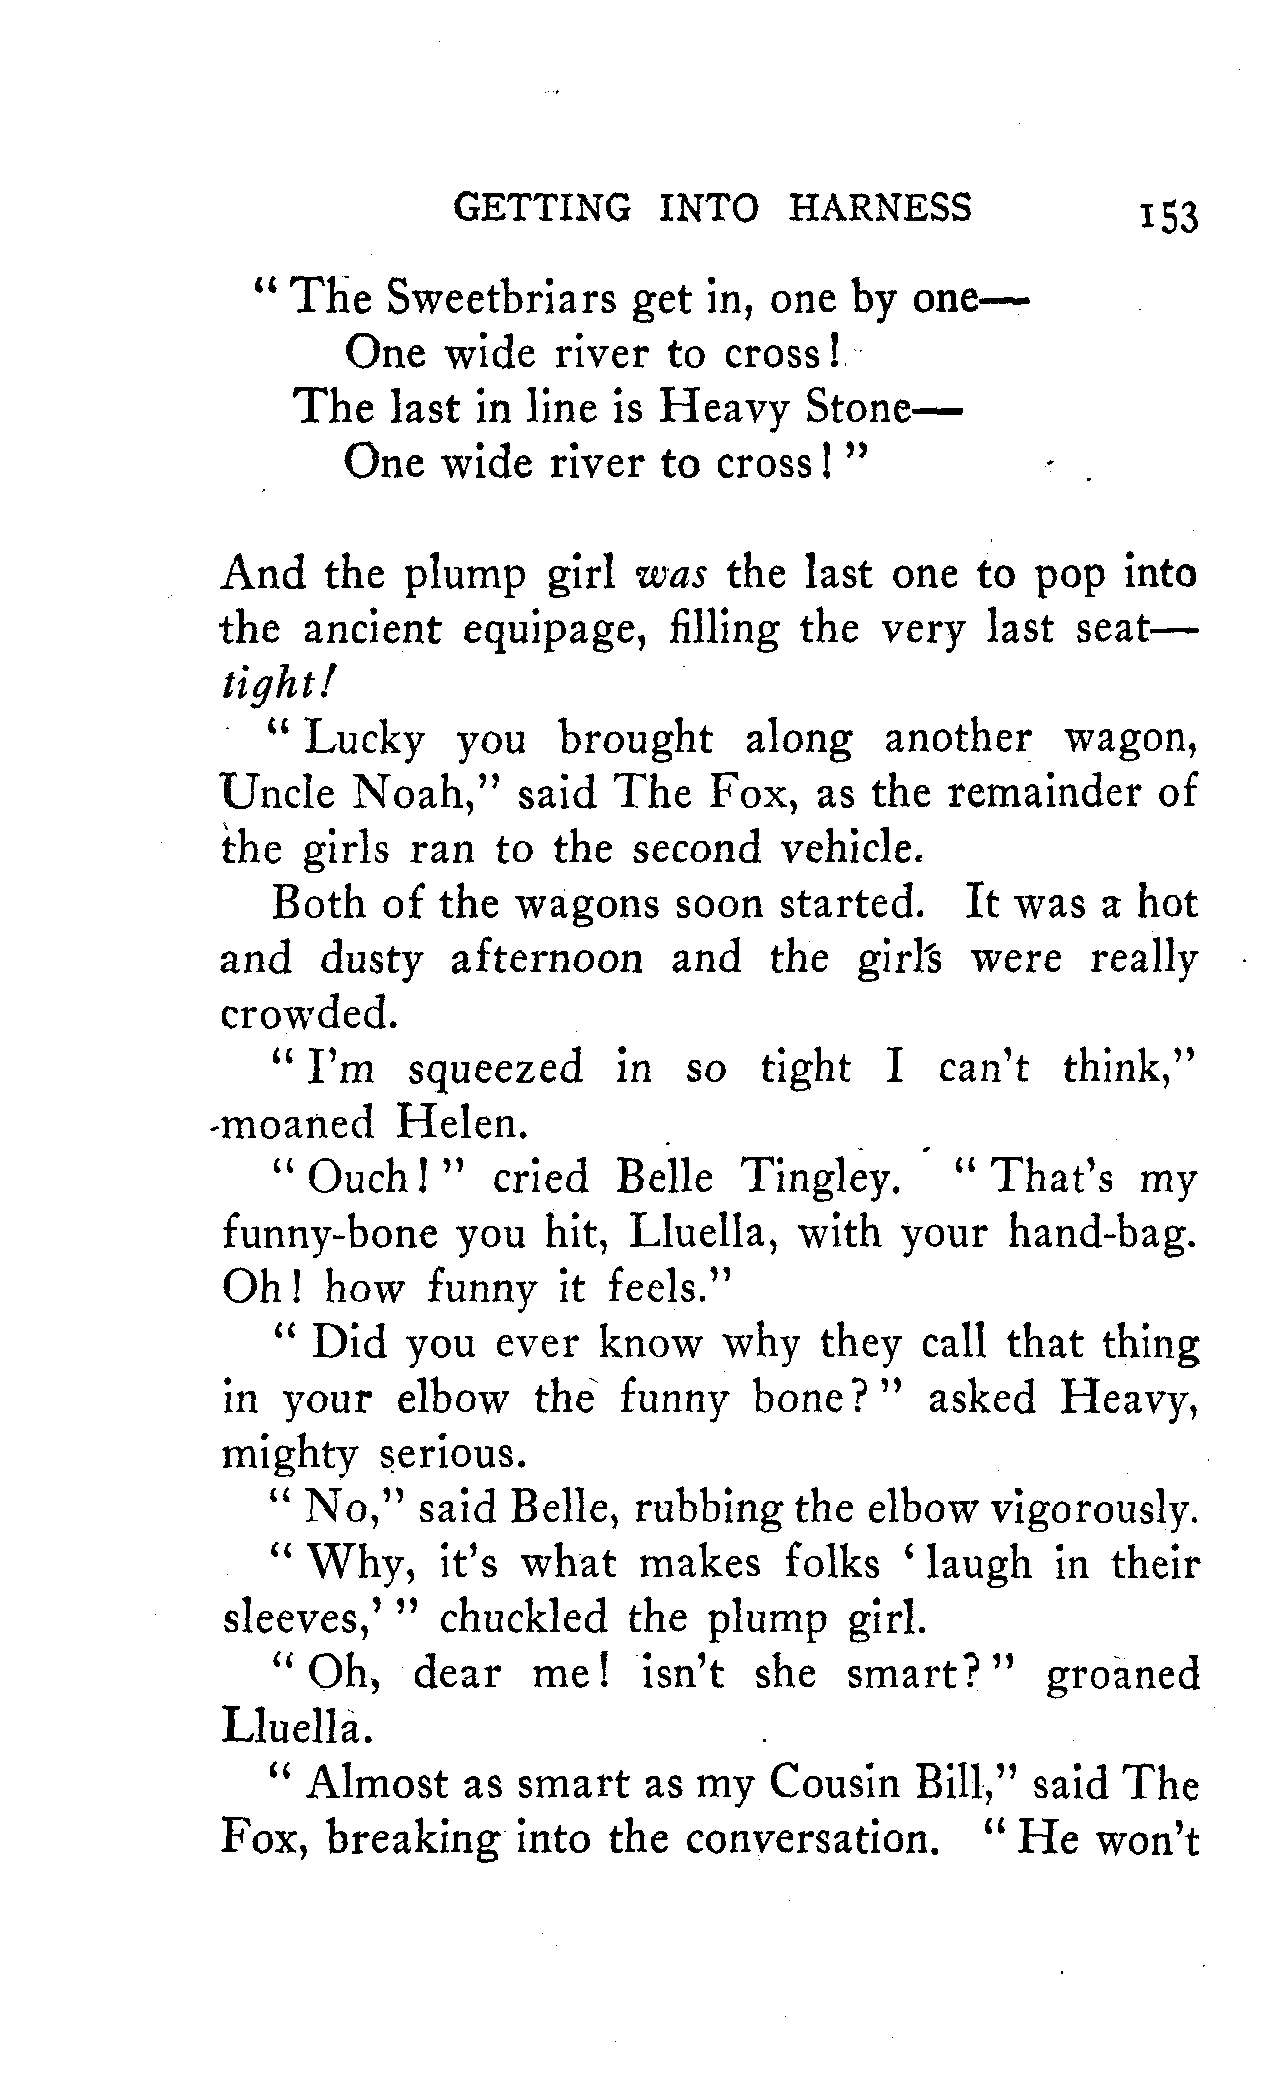 GETTING INTO HARNESS 153
“ The Sweetbriars get in, one by one—
One wide river to cross !
The last in line is Heavy Stone—
One wide river to cross ! ”
And the plump girl was the last one to pop into
the ancient equipage, filling the very last seat—
tight!
“ Lucky you brought along another wagon,
Uncle Noah,” said The Fox, as the remainder of
the girls ran to the second vehicle.
Both of the wagons soon started. It was a hot
and dusty afternoon and the girls were really
crowded.
“ I’m squeezed in so tight I can’t think,”
moaned Helen.
“ Ouch ! ” cried Belle Tingley. “ That’s my
funny-bone you hit, Lluella, with your hand-bag.
Oh ! how funny it feels.”
“ Did you ever know why they call that thing
in your elbow the funny bone ? ” asked Heavy,
mighty serious.
“ No,” said Belle, rubbing the elbow vigorously.
“ Why, it’s what makes folks ‘ laugh in their
sleeves,’ ” chuckled the plump girl.
“ Oh, dear me ! isn’t she smart ? ” groaned
Lluella.
“ Almost as smart as my Cousin Bill,” said The
Fox, breaking into the conversation. “ He won’t